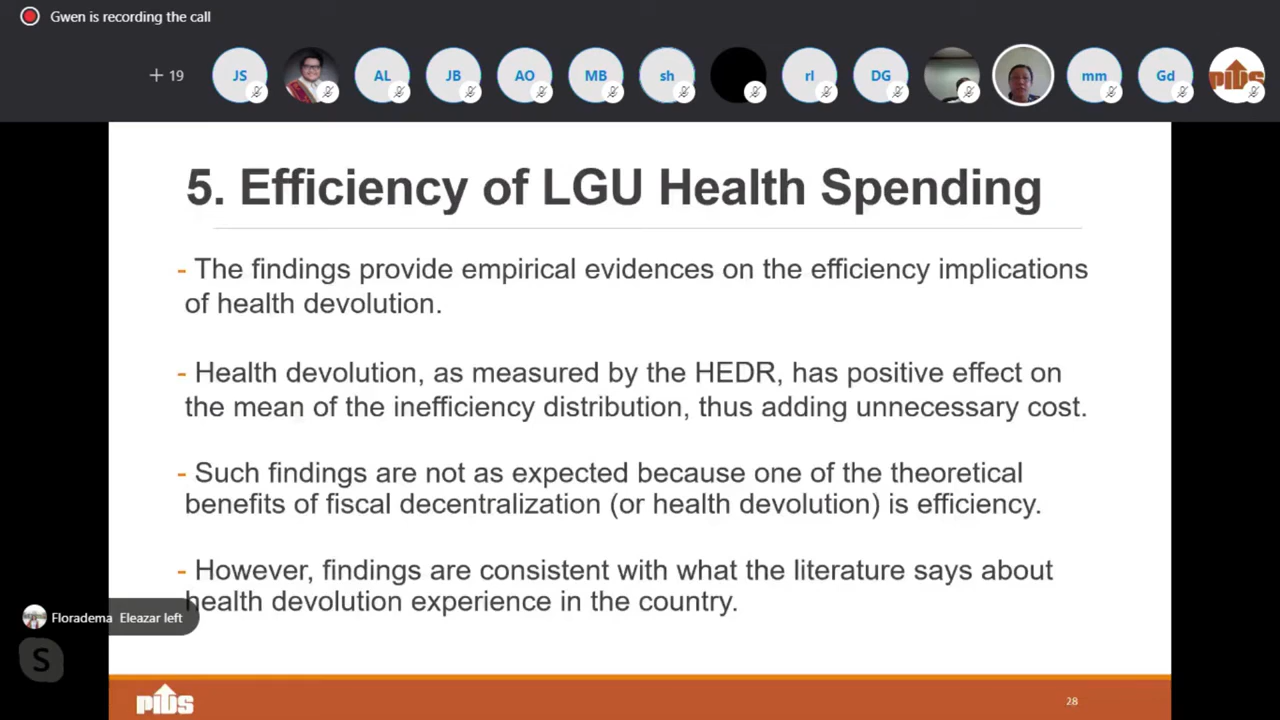 Gwen is recording the call
+ 19
JS
AL
JB
AO
MB
sh
rl
DG
mm
Gd
PIDS
5. Efficiency of LGU Health Spending
- The findings provide empirical evidences on the efficiency implications
of health devolution.
- Health devolution, as measured by the HEDR, has positive effect on
the mean of the inefficiency distribution, thus adding unnecessary cost.
- Such findings are not as expected because one of the theoretical
benefits of fiscal decentralization (or health devolution) is efficiency.
- However, findings are consistent with what the literature says about
health devolution experience in the country.
Floradema Eleazar left
S
PIDS
28